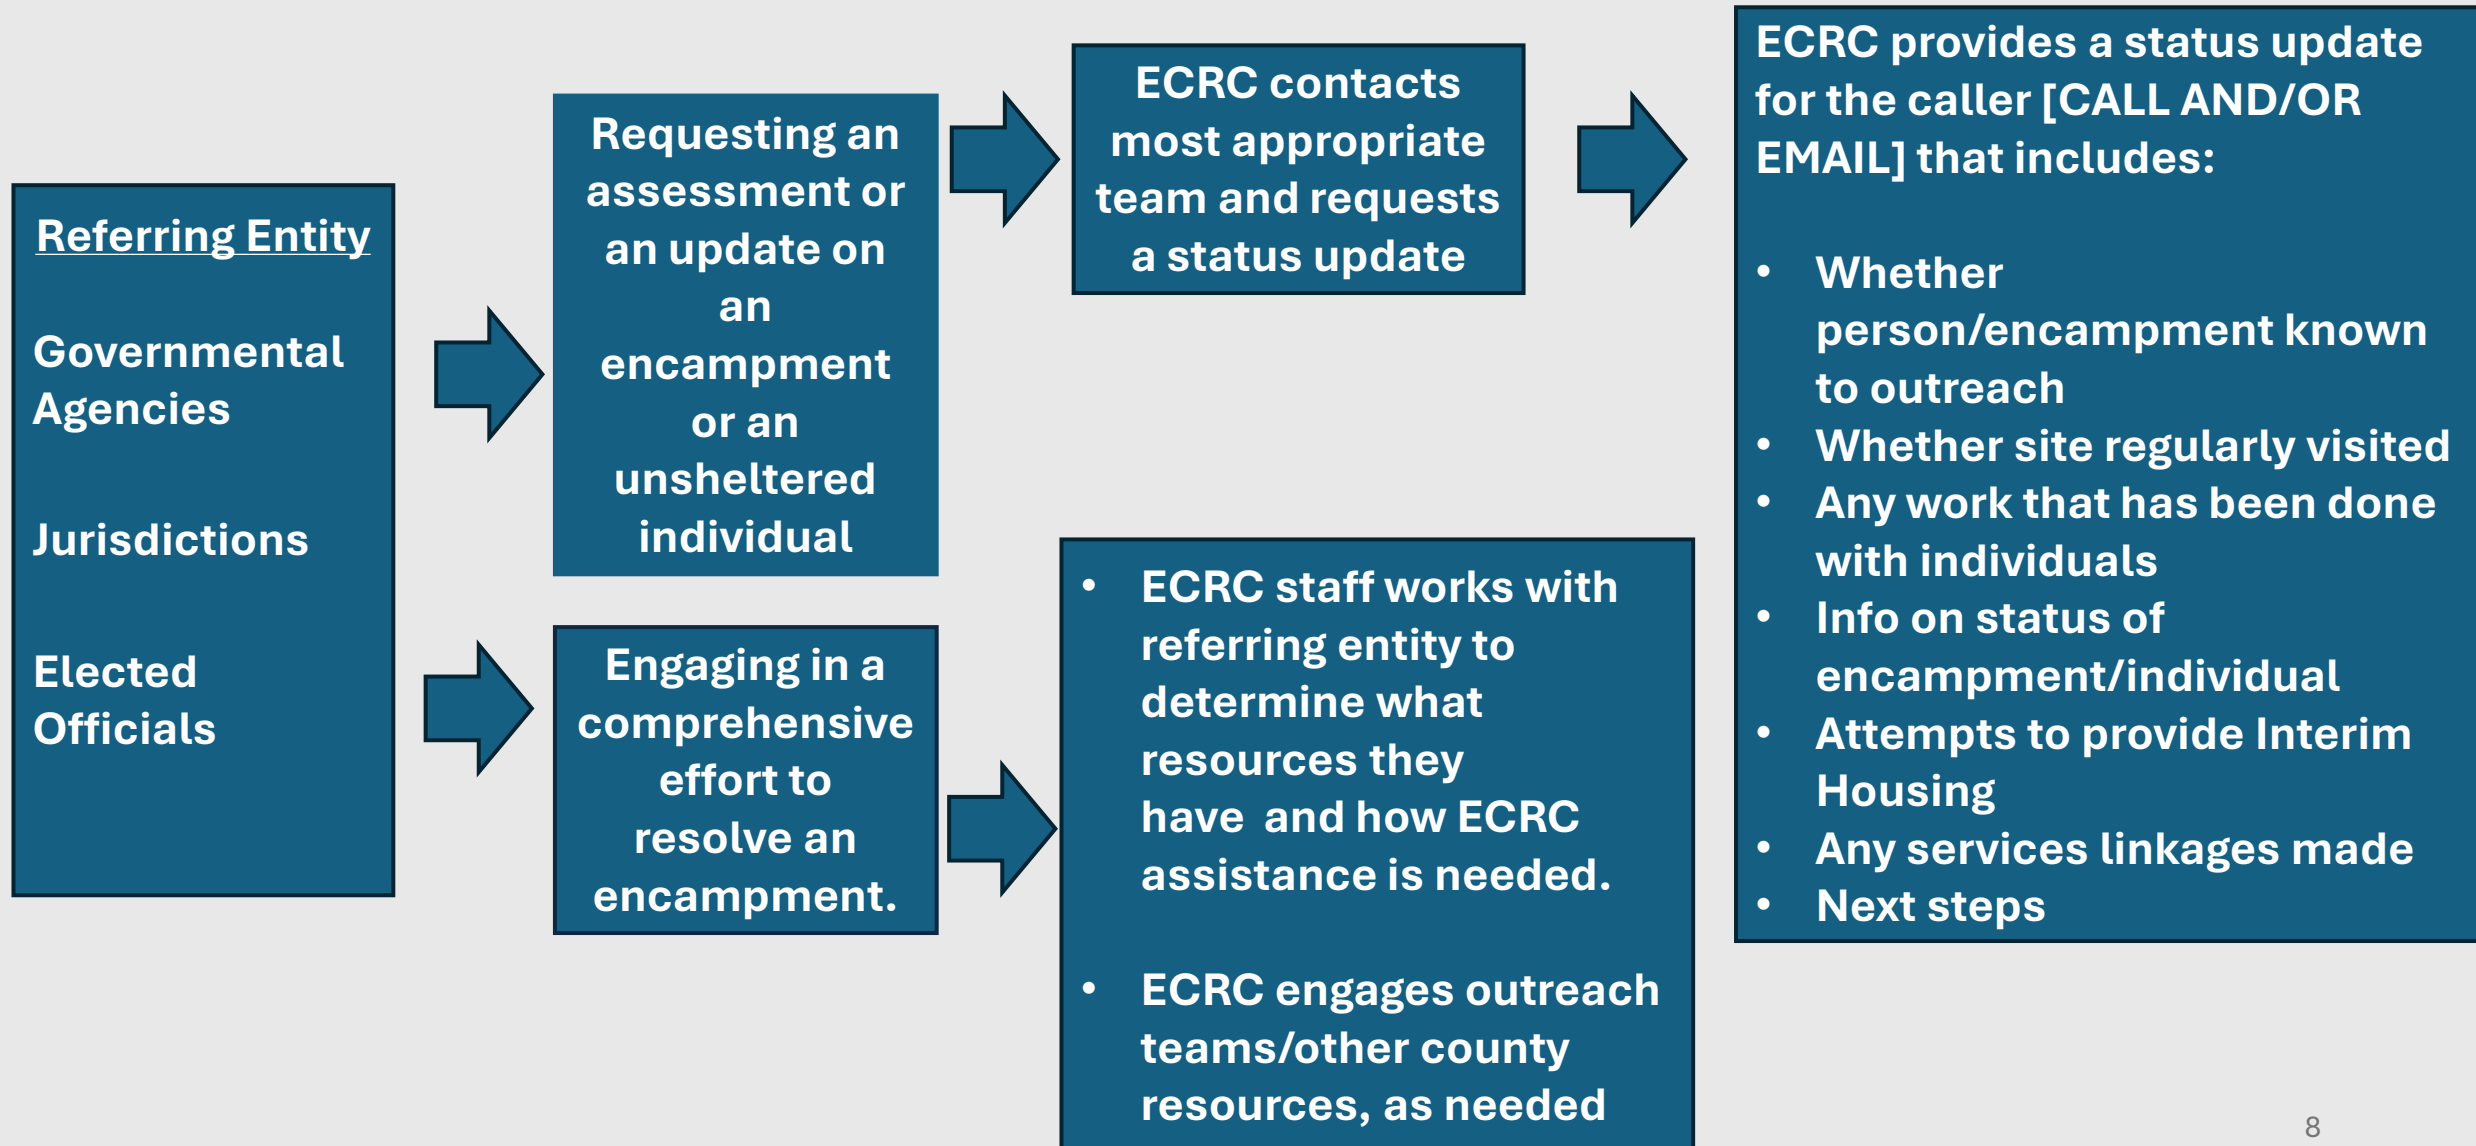 Referring Entity
Governmental
Agencies
Jurisdictions
Elected
Officials
Requesting an
assessment or
an update on
an
encampment
or an
unsheltered
individual
ECRC contacts
most appropriate
team and requests
a status update
ECRC provides a status update
for the caller [CALL AND/OR
EMAIL] that includes:
• Whether
person/encampment known
to outreach
• Whether site regularly visited
• Any work that has been done
with individuals
• Info on status of
encampment/individual
• Attempts to provide Interim
Housing
• Any services linkages made
• Next steps
Engaging in a
comprehensive
effort to
resolve an
encampment.
• ECRC staff works with
referring entity to
determine what
resources they
have  and how ECRC
assistance is needed.
• ECRC engages outreach
teams/other county
resources, as needed
8